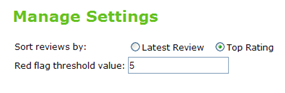 Manage Settings
Sort reviews by: Latest Review Top Rating
Red flag threshold value: 5